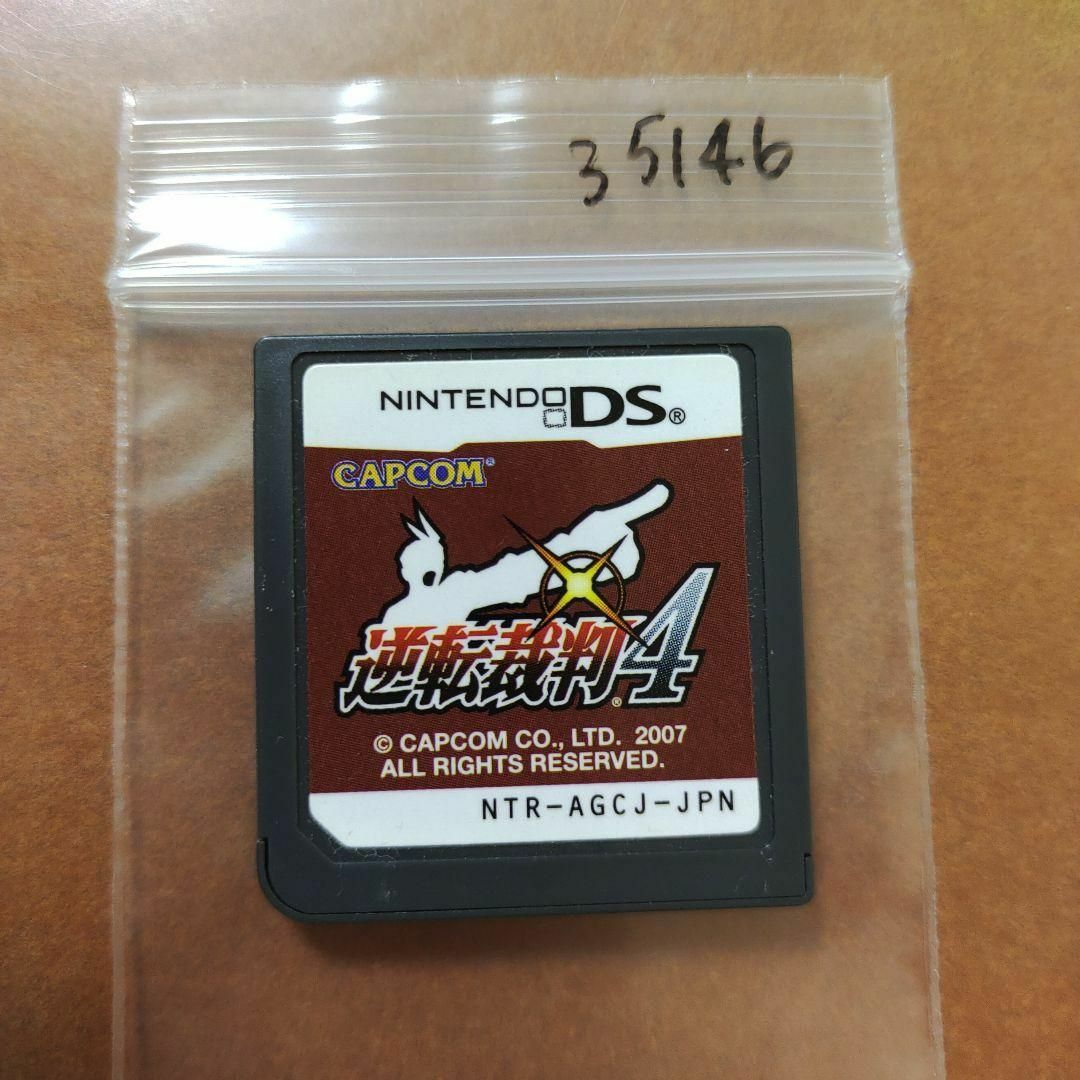 35146
NINTENDO DS®
CAPCOM®
逆転裁判4®
© CAPCOM CO., LTD. 2007
ALL RIGHTS RESERVED.
NTR-AGCJ-JPN